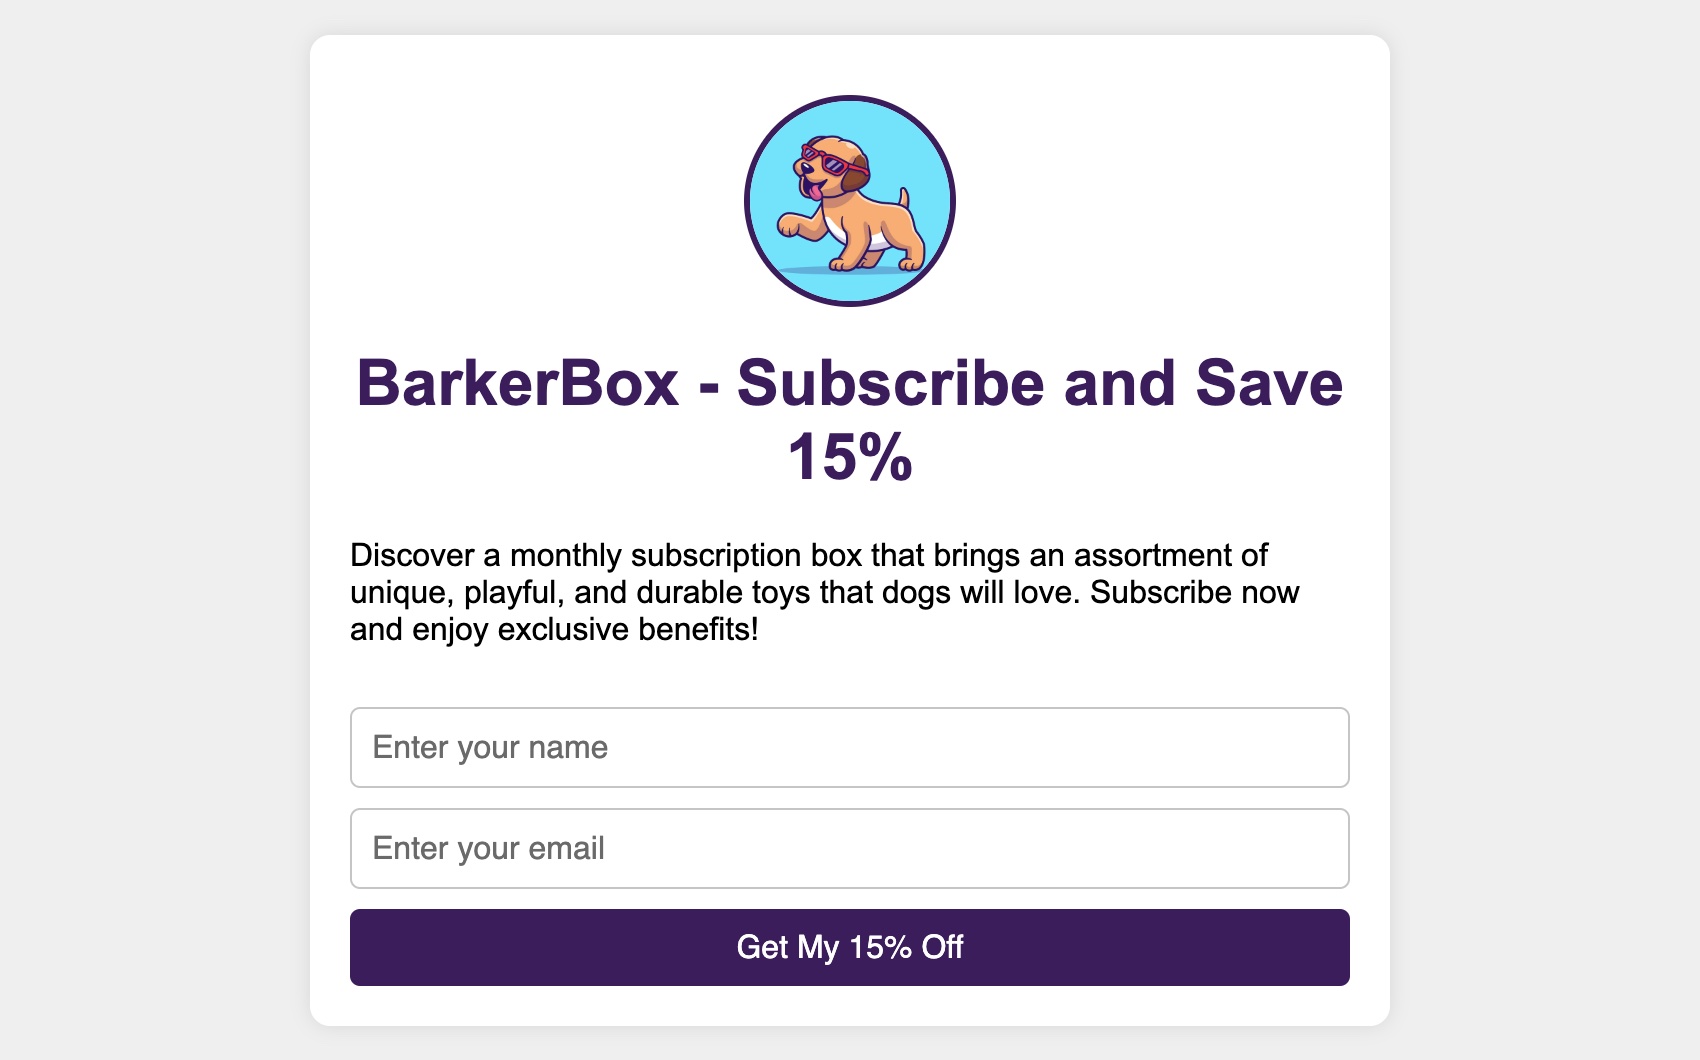 BarkerBox - Subscribe and Save
15%
Discover a monthly subscription box that brings an assortment of
unique, playful, and durable toys that dogs will love. Subscribe now
and enjoy exclusive benefits!
Enter your name
Enter your email
Get My 15% Off